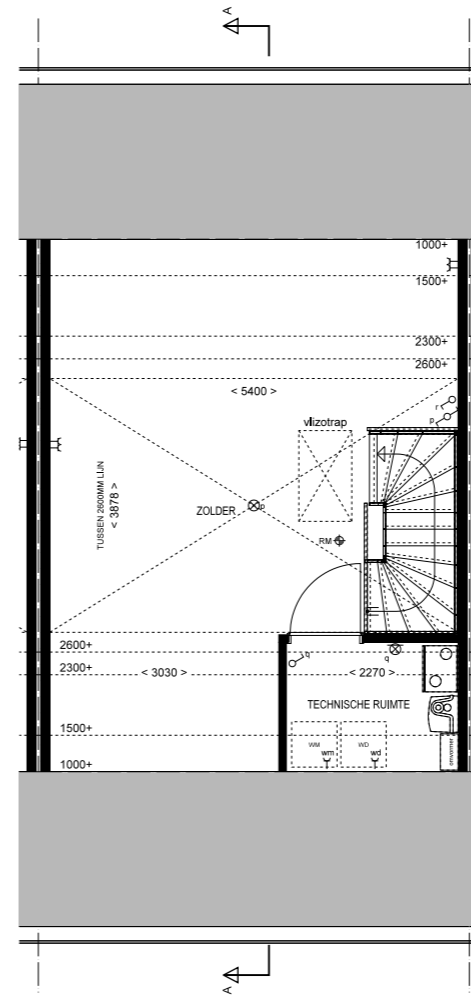 A
1000+
1500+
2300+
2600+
< 5400 >
vlizotrap
r
p
TUSSEN 2600MM LIJN
< 3878 >
ZOLDER
p
RM
2600+
2300+
< 3030 >
q
q
< 2270 >
TECHNISCHE RUIMTE
1500+
WM
wm
WD
wd
omvormer
1000+
A